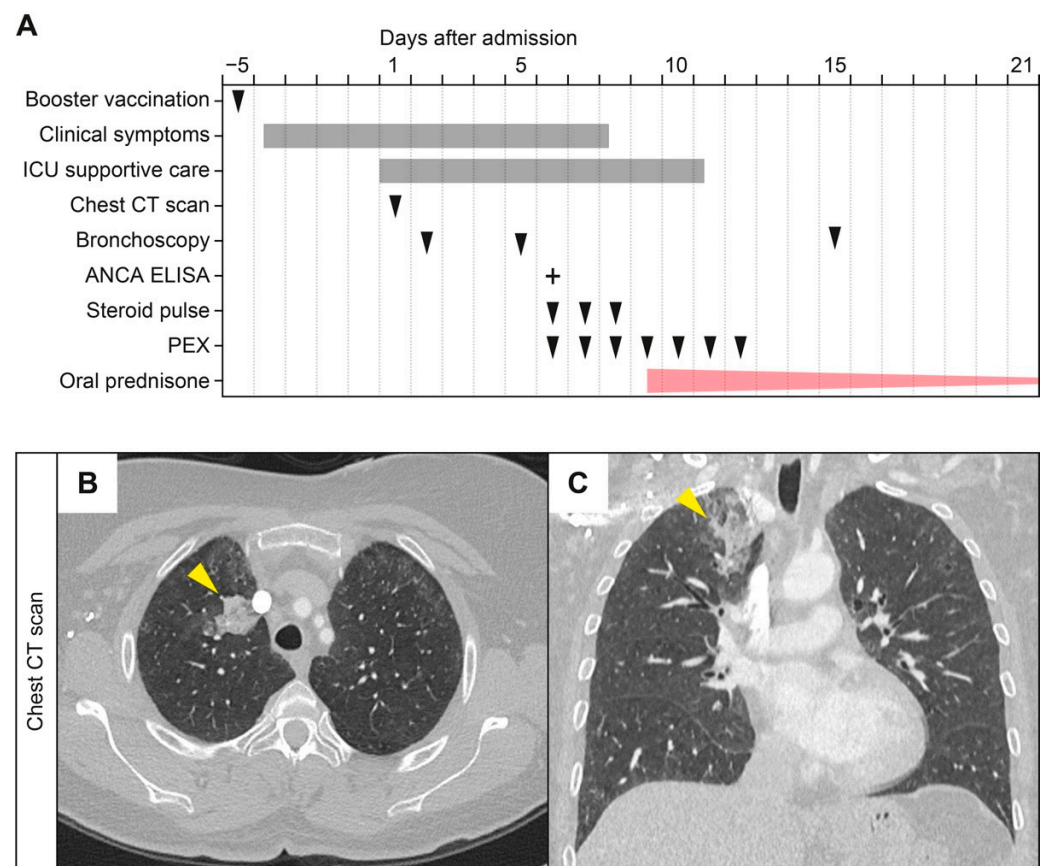 A
Days after admission
−5 1 5 10 15 21
Booster vaccination
Clinical symptoms
ICU supportive care
Chest CT scan
Bronchoscopy
ANCA ELISA
+
Steroid pulse
PEX
Oral prednisone
Chest CT scan
B
C